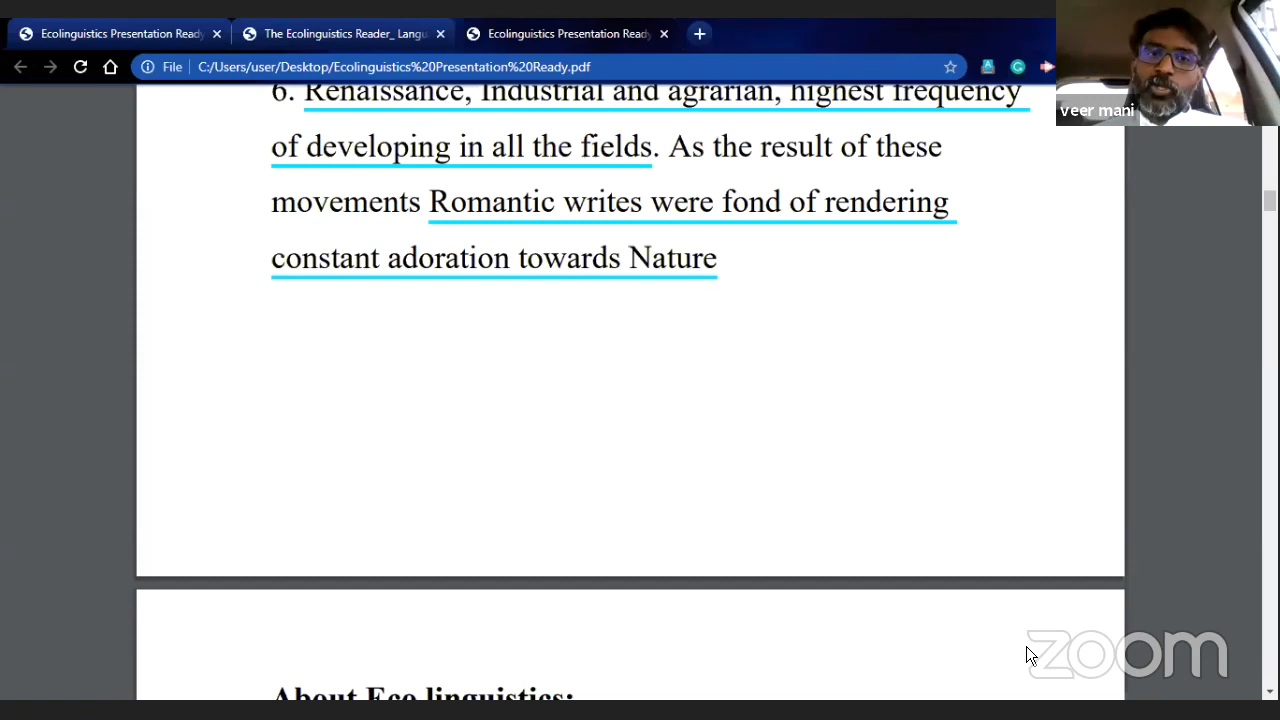 Ecolinguistics Presentation Ready
The Ecolinguistics Reader_ Langu
Ecolinguistics Presentation Ready
File
C:/Users/user/Desktop/Ecolinguistics%20Presentation%20Ready.pdf
veer mani
6. Renaissance, Industrial and agrarian, highest frequency
of developing in all the fields. As the result of these
movements Romantic writes were fond of rendering
constant adoration towards Nature
zoom
About Eco linguistics: